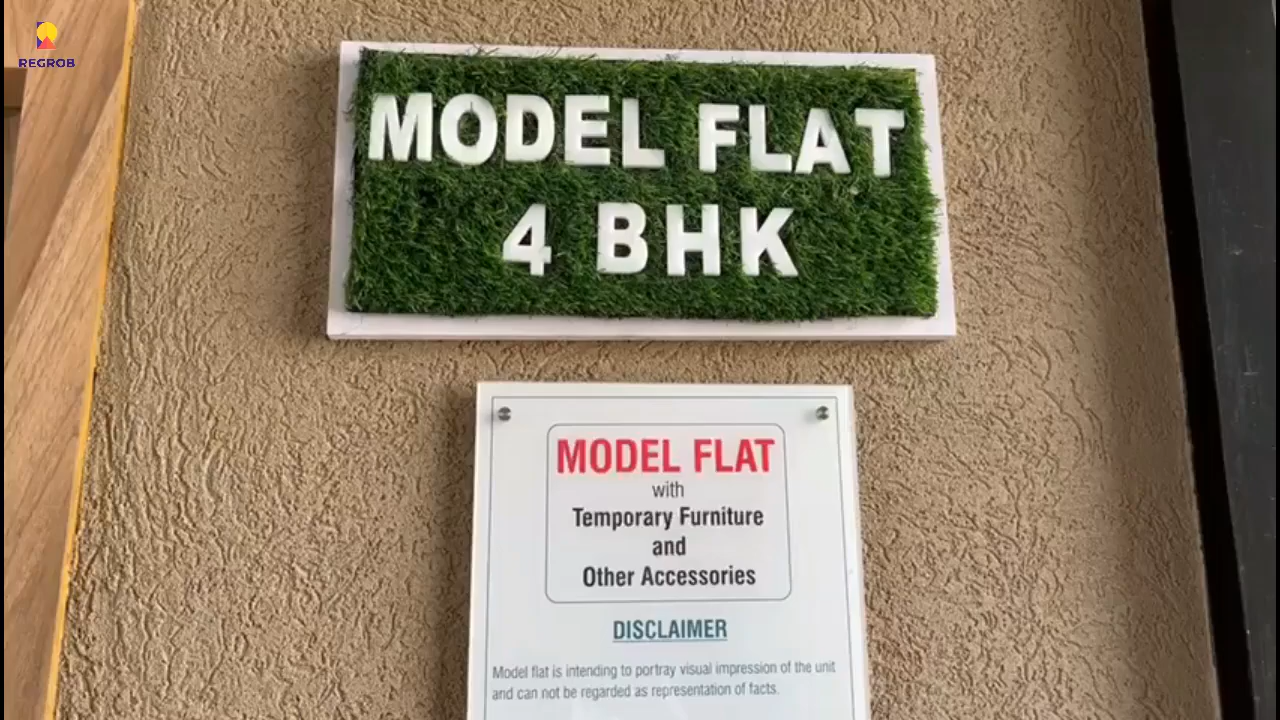 REGROB
MODEL FLAT
4 BHK
MODEL FLAT
with
Temporary Furniture
and
Other Accessories
DISCLAIMER
Model flat is intending to portray visual impression of the unit
and can not be regarded as representation of facts.